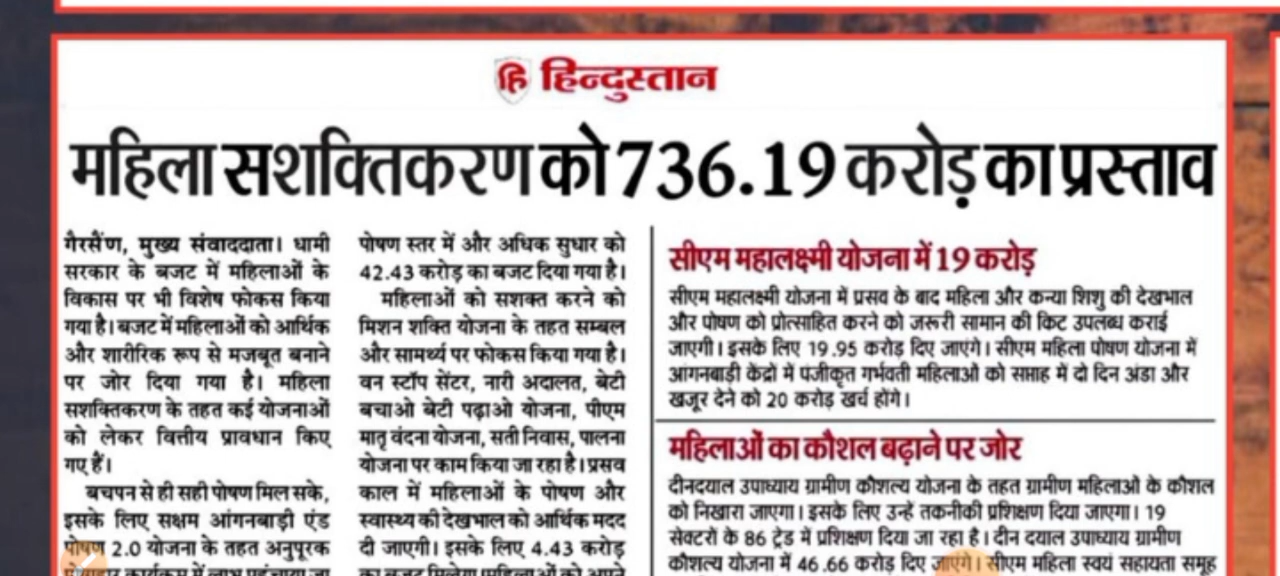 हि हिन्दुस्तान
महिला सशक्तिकरण को 736.19 करोड़ का प्रस्ताव
गैरसैंण, मुख्य संवाददाता। धामी
सरकार के बजट में महिलाओं के
विकास पर भी विशेष फोकस किया
गया है। बजट में महिलाओं को आर्थिक
और शारीरिक रूप से मजबूत बनाने
पर जोर दिया गया है। महिला
सशक्तिकरण के तहत कई योजनाओं
को लेकर वित्तीय प्रावधान किए
गए हैं।
बचपन से ही सही पोषण मिल सके,
इसके लिए सक्षम आंगनबाड़ी एंड
पोषण 2.0 योजना के तहत अनुपूरक
कार्यक्रम में लाभ पहुंचाया जा
पोषण स्तर में और अधिक सुधार को
42.43 करोड़ का बजट दिया गया है।
महिलाओं को सशक्त करने को
मिशन शक्ति योजना के तहत सम्बल
और सामर्थ्य पर फोकस किया गया है।
वन स्टॉप सेंटर, नारी अदालत, बेटी
बचाओ बेटी पढ़ाओ योजना, पीएम
मातृ वंदना योजना, सती निवास, पालना
योजना पर काम किया जा रहा है। प्रसव
काल में महिलाओं के पोषण और
स्वास्थ्य की देखभाल को आर्थिक मदद
दी जाएगी। इसके लिए 4.43 करोड़
का बजट मिलेगा। महिलाओं को अपने
सीएम महालक्ष्मी योजना में 19 करोड़
सीएम महालक्ष्मी योजना में प्रसव के बाद महिला और कन्या शिशु की देखभाल
और पोषण को प्रोत्साहित करने को जरूरी सामान की किट उपलब्ध कराई
जाएगी। इसके लिए 19.95 करोड़ दिए जाएंगे। सीएम महिला पोषण योजना में
आंगनबाड़ी केंद्रों में पंजीकृत गर्भवती महिलाओं को सप्ताह में दो दिन अंडा और
खजूर देने को 20 करोड़ खर्च होंगे।
महिलाओं का कौशल बढ़ाने पर जोर
दीनदयाल उपाध्याय ग्रामीण कौशल्य योजना के तहत ग्रामीण महिलाओं के कौशल
को निखारा जाएगा। इसके लिए उन्हें तकनीकी प्रशिक्षण दिया जाएगा। 19
सेक्टरों के 86 ट्रेड में प्रशिक्षण दिया जा रहा है। दीन दयाल उपाध्याय ग्रामीण
कौशल्य योजना में 46.66 करोड़ दिए जाएंगे। सीएम महिला स्वयं सहायता समूह